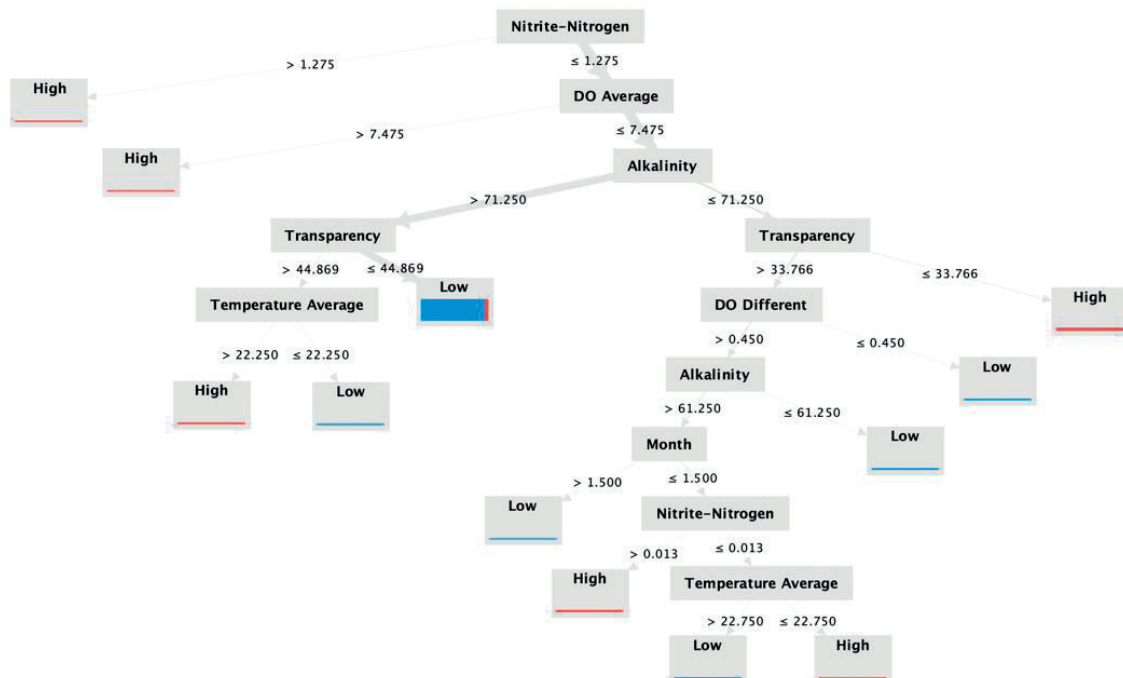 Nitrite-Nitrogen
> 1.275
≤ 1.275
High
DO Average
> 7.475
≤ 7.475
High
Alkalinity
> 71.250
≤ 71.250
Transparency
Transparency
> 44.869
≤ 44.869
> 33.766
≤ 33.766
Temperature Average
Low
DO Different
High
> 22.250
≤ 22.250
> 0.450
≤ 0.450
High
Low
Alkalinity
Low
> 61.250
≤ 61.250
Month
Low
> 1.500
≤ 1.500
Low
Nitrite-Nitrogen
> 0.013
≤ 0.013
High
Temperature Average
> 22.750
≤ 22.750
Low
High